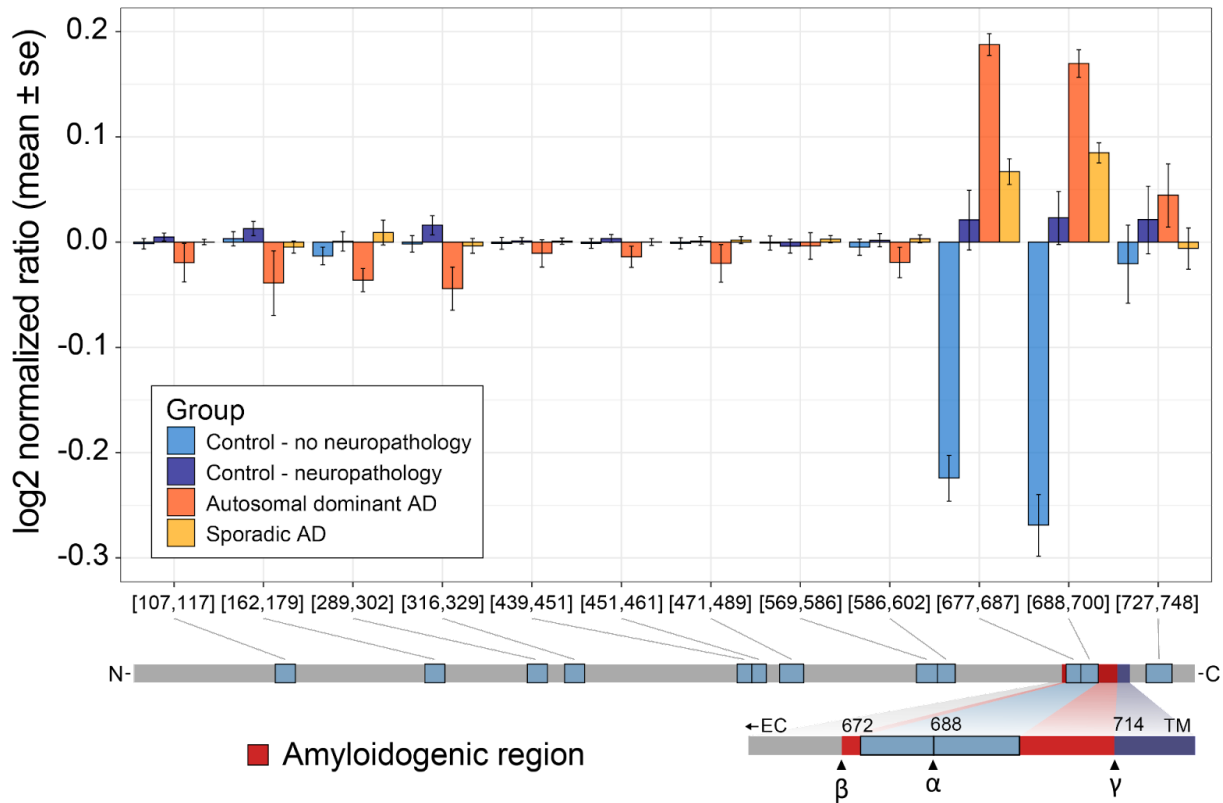 log2 normalized ratio (mean ± se)
0.2
0.1
0.0
-0.1
-0.2
-0.3
Group
Control - no neuropathology
Control - neuropathology
Autosomal dominant AD
Sporadic AD
[107,117] [162,179] [289,302] [316,329] [439,451] [451,461] [471,489] [569,586] [586,602] [677,687] [688,700] [727,748]
N- -C
EC 672 688 714 TM
β α γ
Amyloidogenic region